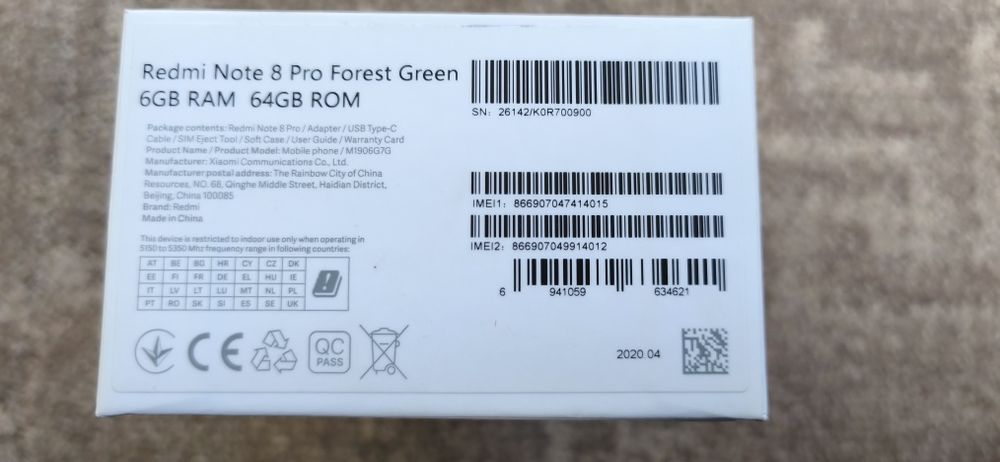 Redmi Note 8 Pro Forest Green
6GB RAM 64GB ROM
Package contents: Redmi Note 8 Pro / Adapter / USB Type-C
Cable / SIM Eject Tool / Soft Case / User Guide / Warranty Card
Product Name / Product Model: Mobile phone / M1906G7G
Manufacturer: Xiaomi Communications Co., Ltd.
Manufacturer postal address: The Rainbow City of China
Resources, NO. 68, Qinghe Middle Street, Haidian District,
Beijing, China 100085
Brand: Redmi
Made in China
This device is restricted to indoor use only when operating in
5150 to 5350 Mhz frequency range in following countries:
AT BE BG HR CY CZ DK
EE FI FR DE EL HU IE
IT LV LT LU MT NL PL
PT RO SK SI ES SE UK
CE
QC
PASS
SN: 26142/K0R700900
IMEI1: 866907047414015
IMEI2: 866907049914012
6 941059 634621
2020.04